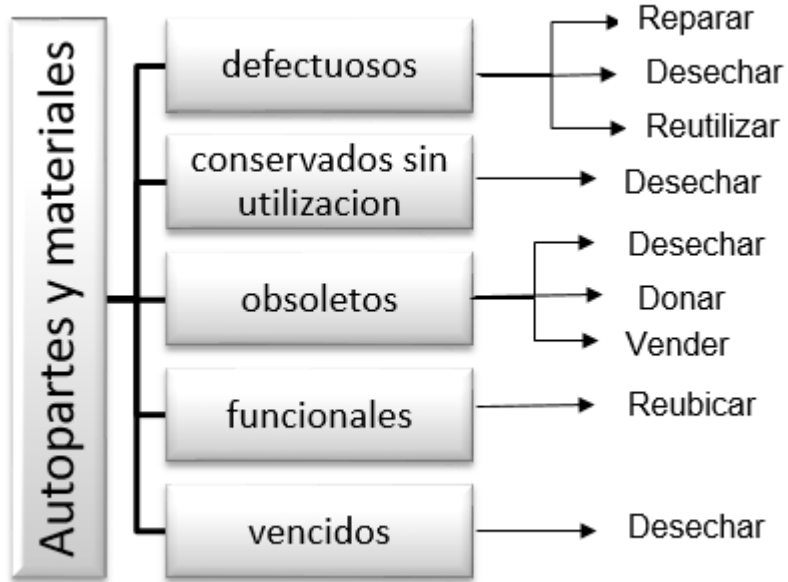 Autopartes y materiales
defectuosos
Reparar
Desechar
Reutilizar
conservados sin
utilizacion
Desechar
obsoletos
Desechar
Donar
Vender
funcionales
Reubicar
vencidos
Desechar